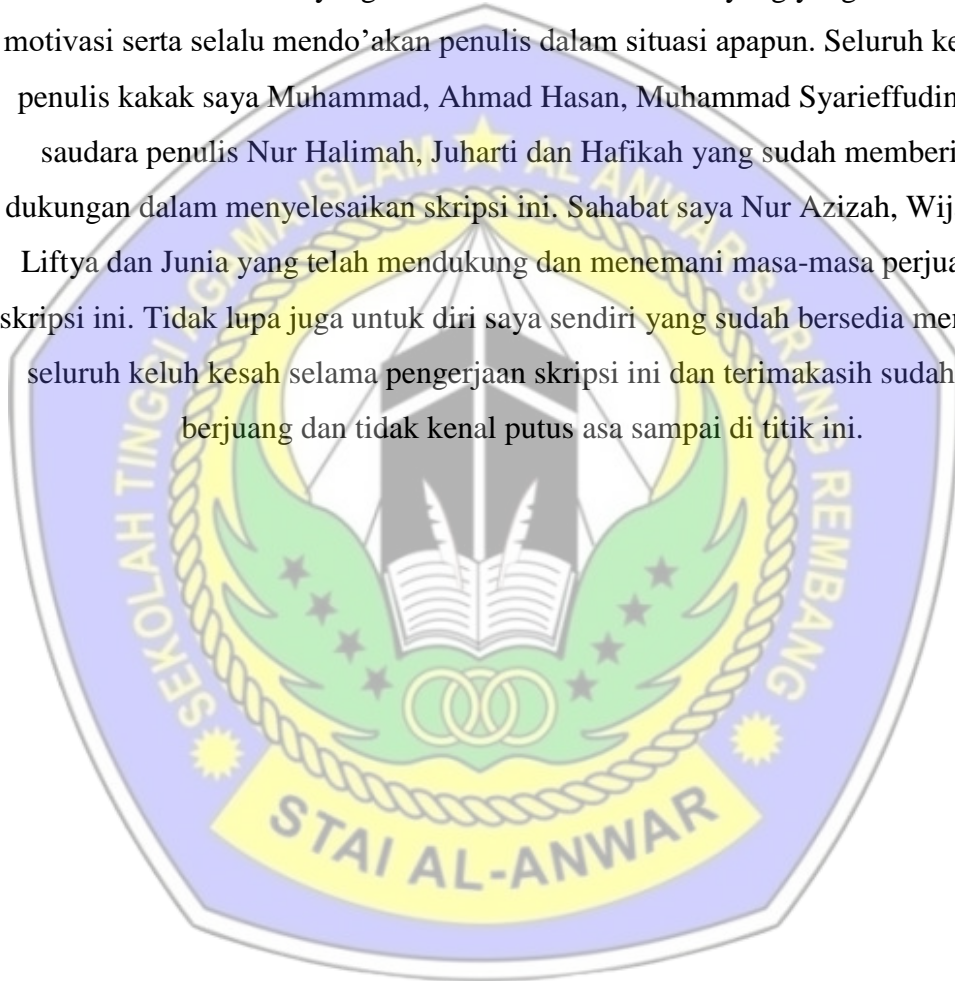 motivasi serta selalu mendo’akan penulis dalam situasi apapun. Seluruh
penulis kakak saya Muhammad, Ahmad Hasan, Muhammad Syarieffudin
saudara penulis Nur Halimah, Juharti dan Hafikah yang sudah memberi
dukungan dalam menyelesaikan skripsi ini. Sahabat saya Nur Azizah,
Liftya dan Junia yang telah mendukung dan menemani masa-masa
skripsi ini. Tidak lupa juga untuk diri saya sendiri yang sudah bersedia
seluruh keluh kesah selama pengerjaan skripsi ini dan terimakasih sudah
berjuang dan tidak kenal putus asa sampai di titik ini.
SEKOLAH TINGGI AGAMA ISLAM ★ AL ANWAR SARANG REMBANG
STAI AL-ANWAR